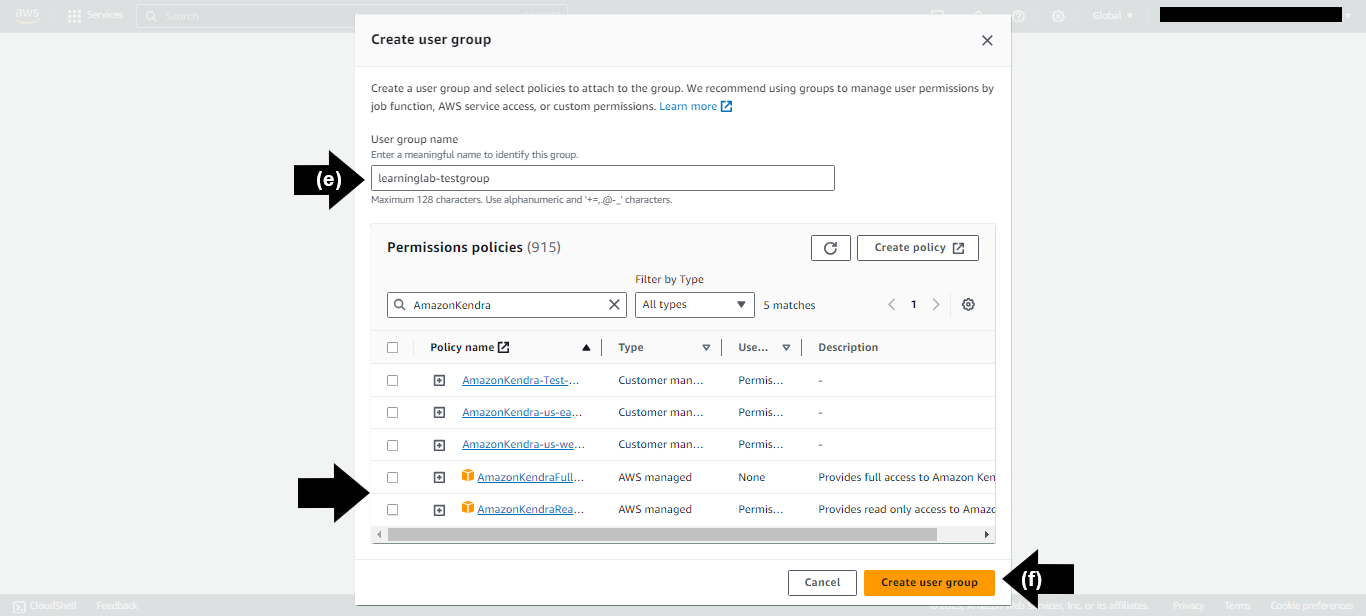 aws
Services
Search
Global
Create user group
Create a user group and select policies to attach to the group. We recommend using groups to manage user permissions by
job function, AWS service access, or custom permissions. Learn more
User group name
Enter a meaningful name to identify this group.
(e)
learninglab-testgroup
Maximum 128 characters. Use alphanumeric and '+=,.@-_' characters.
Permissions policies (915)
Create policy
Filter by Type
AmazonKendra
All types
5 matches
1
Policy name Type Use... Description
AmazonKendra-Test-... Customer man... Permis... -
AmazonKendra-us-ea... Customer man... Permis... -
AmazonKendra-us-we... Customer man... Permis... -
AmazonKendraFull... AWS managed None Provides full access to Amazon Ken
AmazonKendraRea... AWS managed Permis... Provides read only access to Amazo
Cancel
Create user group
(f)
CloudShell
Feedback
© 2023, Amazon Web Services, Inc. or its affiliates.
Privacy
Terms
Cookie preferences